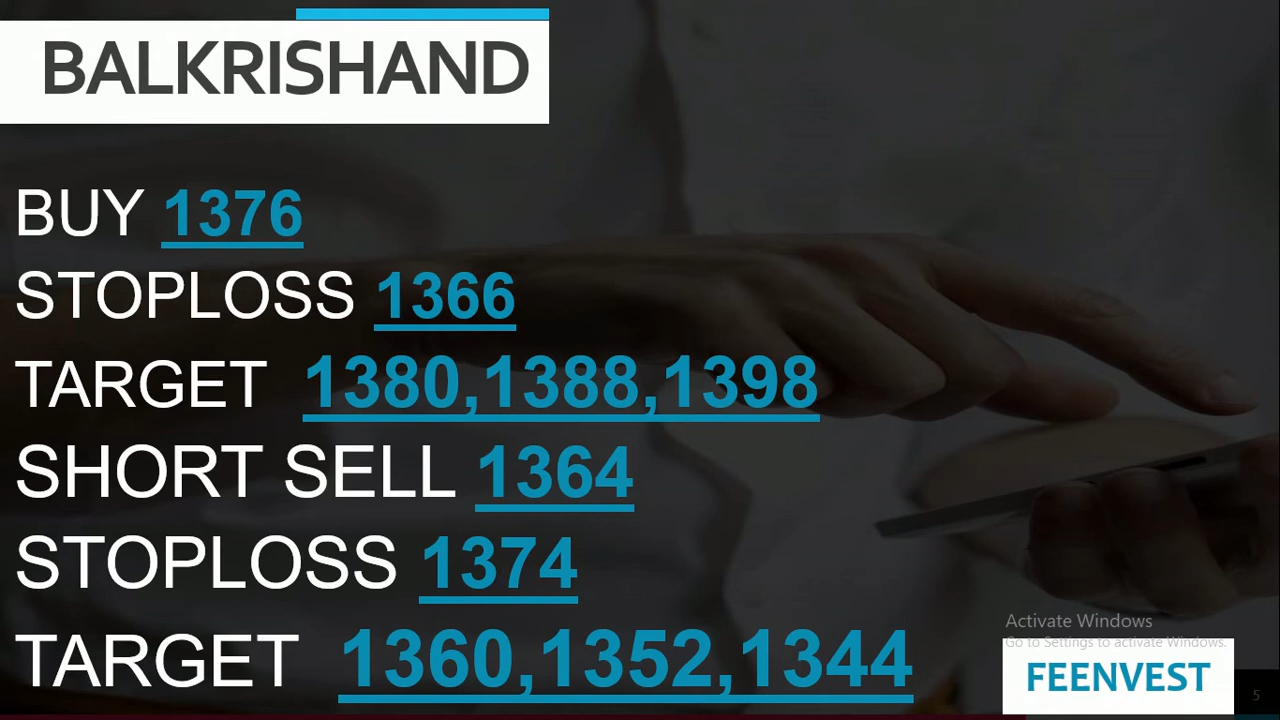 BALKRISHAND
BUY 1376
STOPLOSS 1366
TARGET 1380,1388,1398
SHORT SELL 1364
STOPLOSS 1374
TARGET 1360,1352,1344
Activate Windows
Go to Settings to activate Windows.
FEENVEST
5